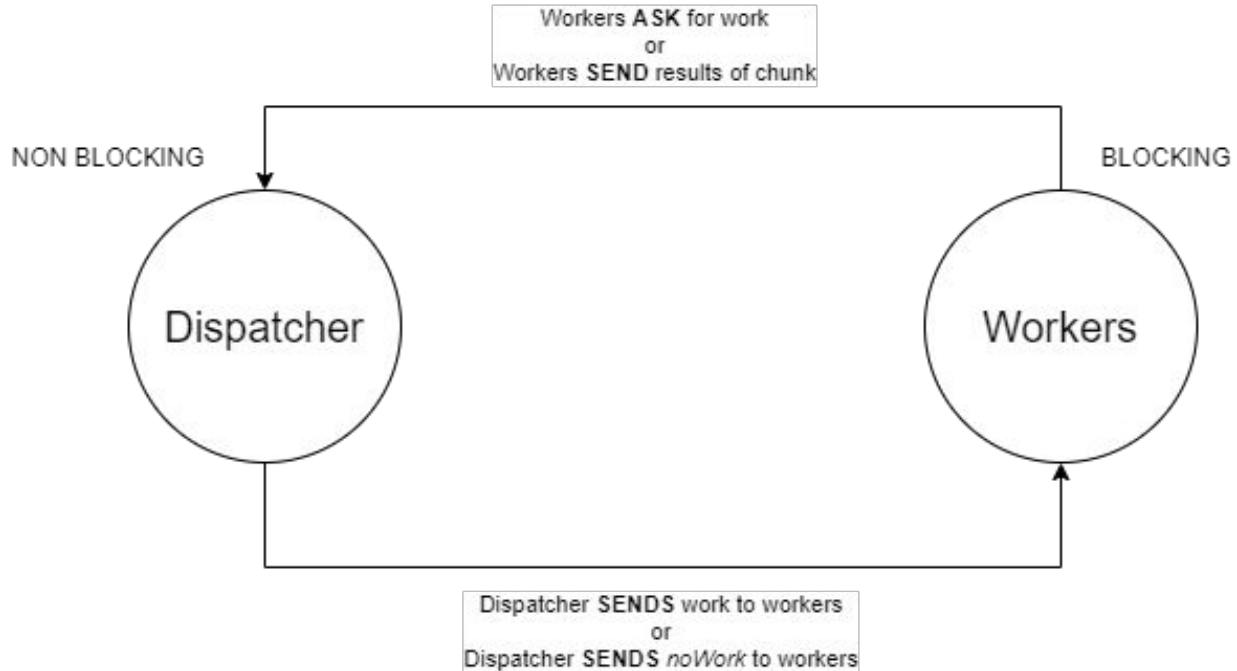 Workers ASK for work
or
Workers SEND results of chunk
NON BLOCKING
BLOCKING
Dispatcher
Workers
Dispatcher SENDS work to workers
or
Dispatcher SENDS noWork to workers